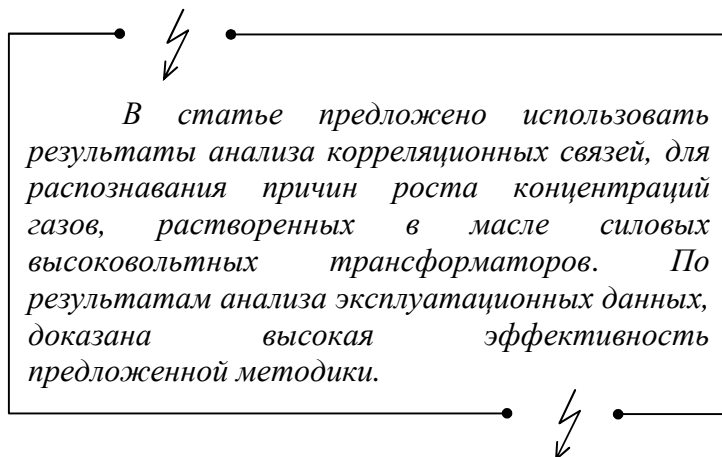 В статье предложено использовать
результаты анализа корреляционных связей, для
распознавания причин роста концентраций
газов, растворенных в масле силовых
высоковольтных трансформаторов. По
результатам анализа эксплуатационных данных,
доказана высокая эффективность
предложенной методики.